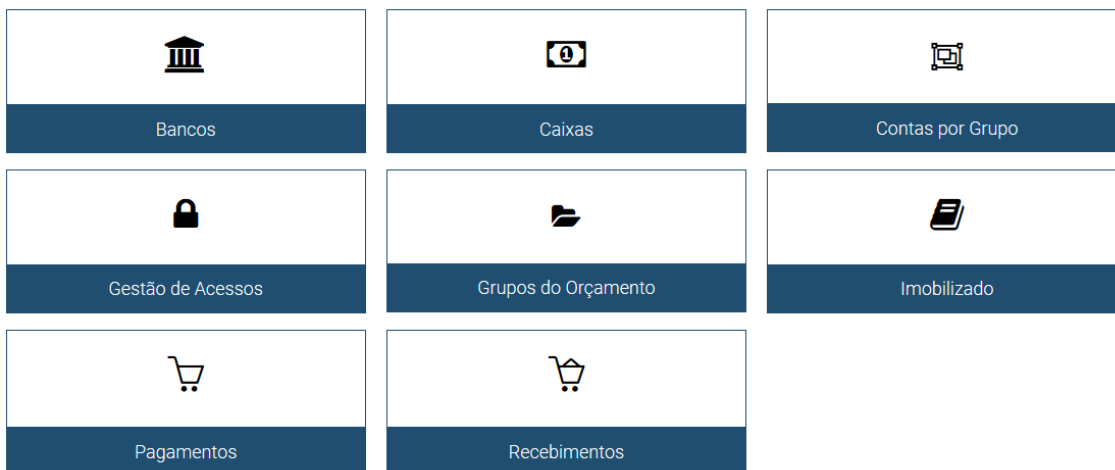 Bancos
Caixas
Contas por Grupo
Gestão de Acessos
Grupos do Orçamento
Imobilizado
Pagamentos
Recebimentos